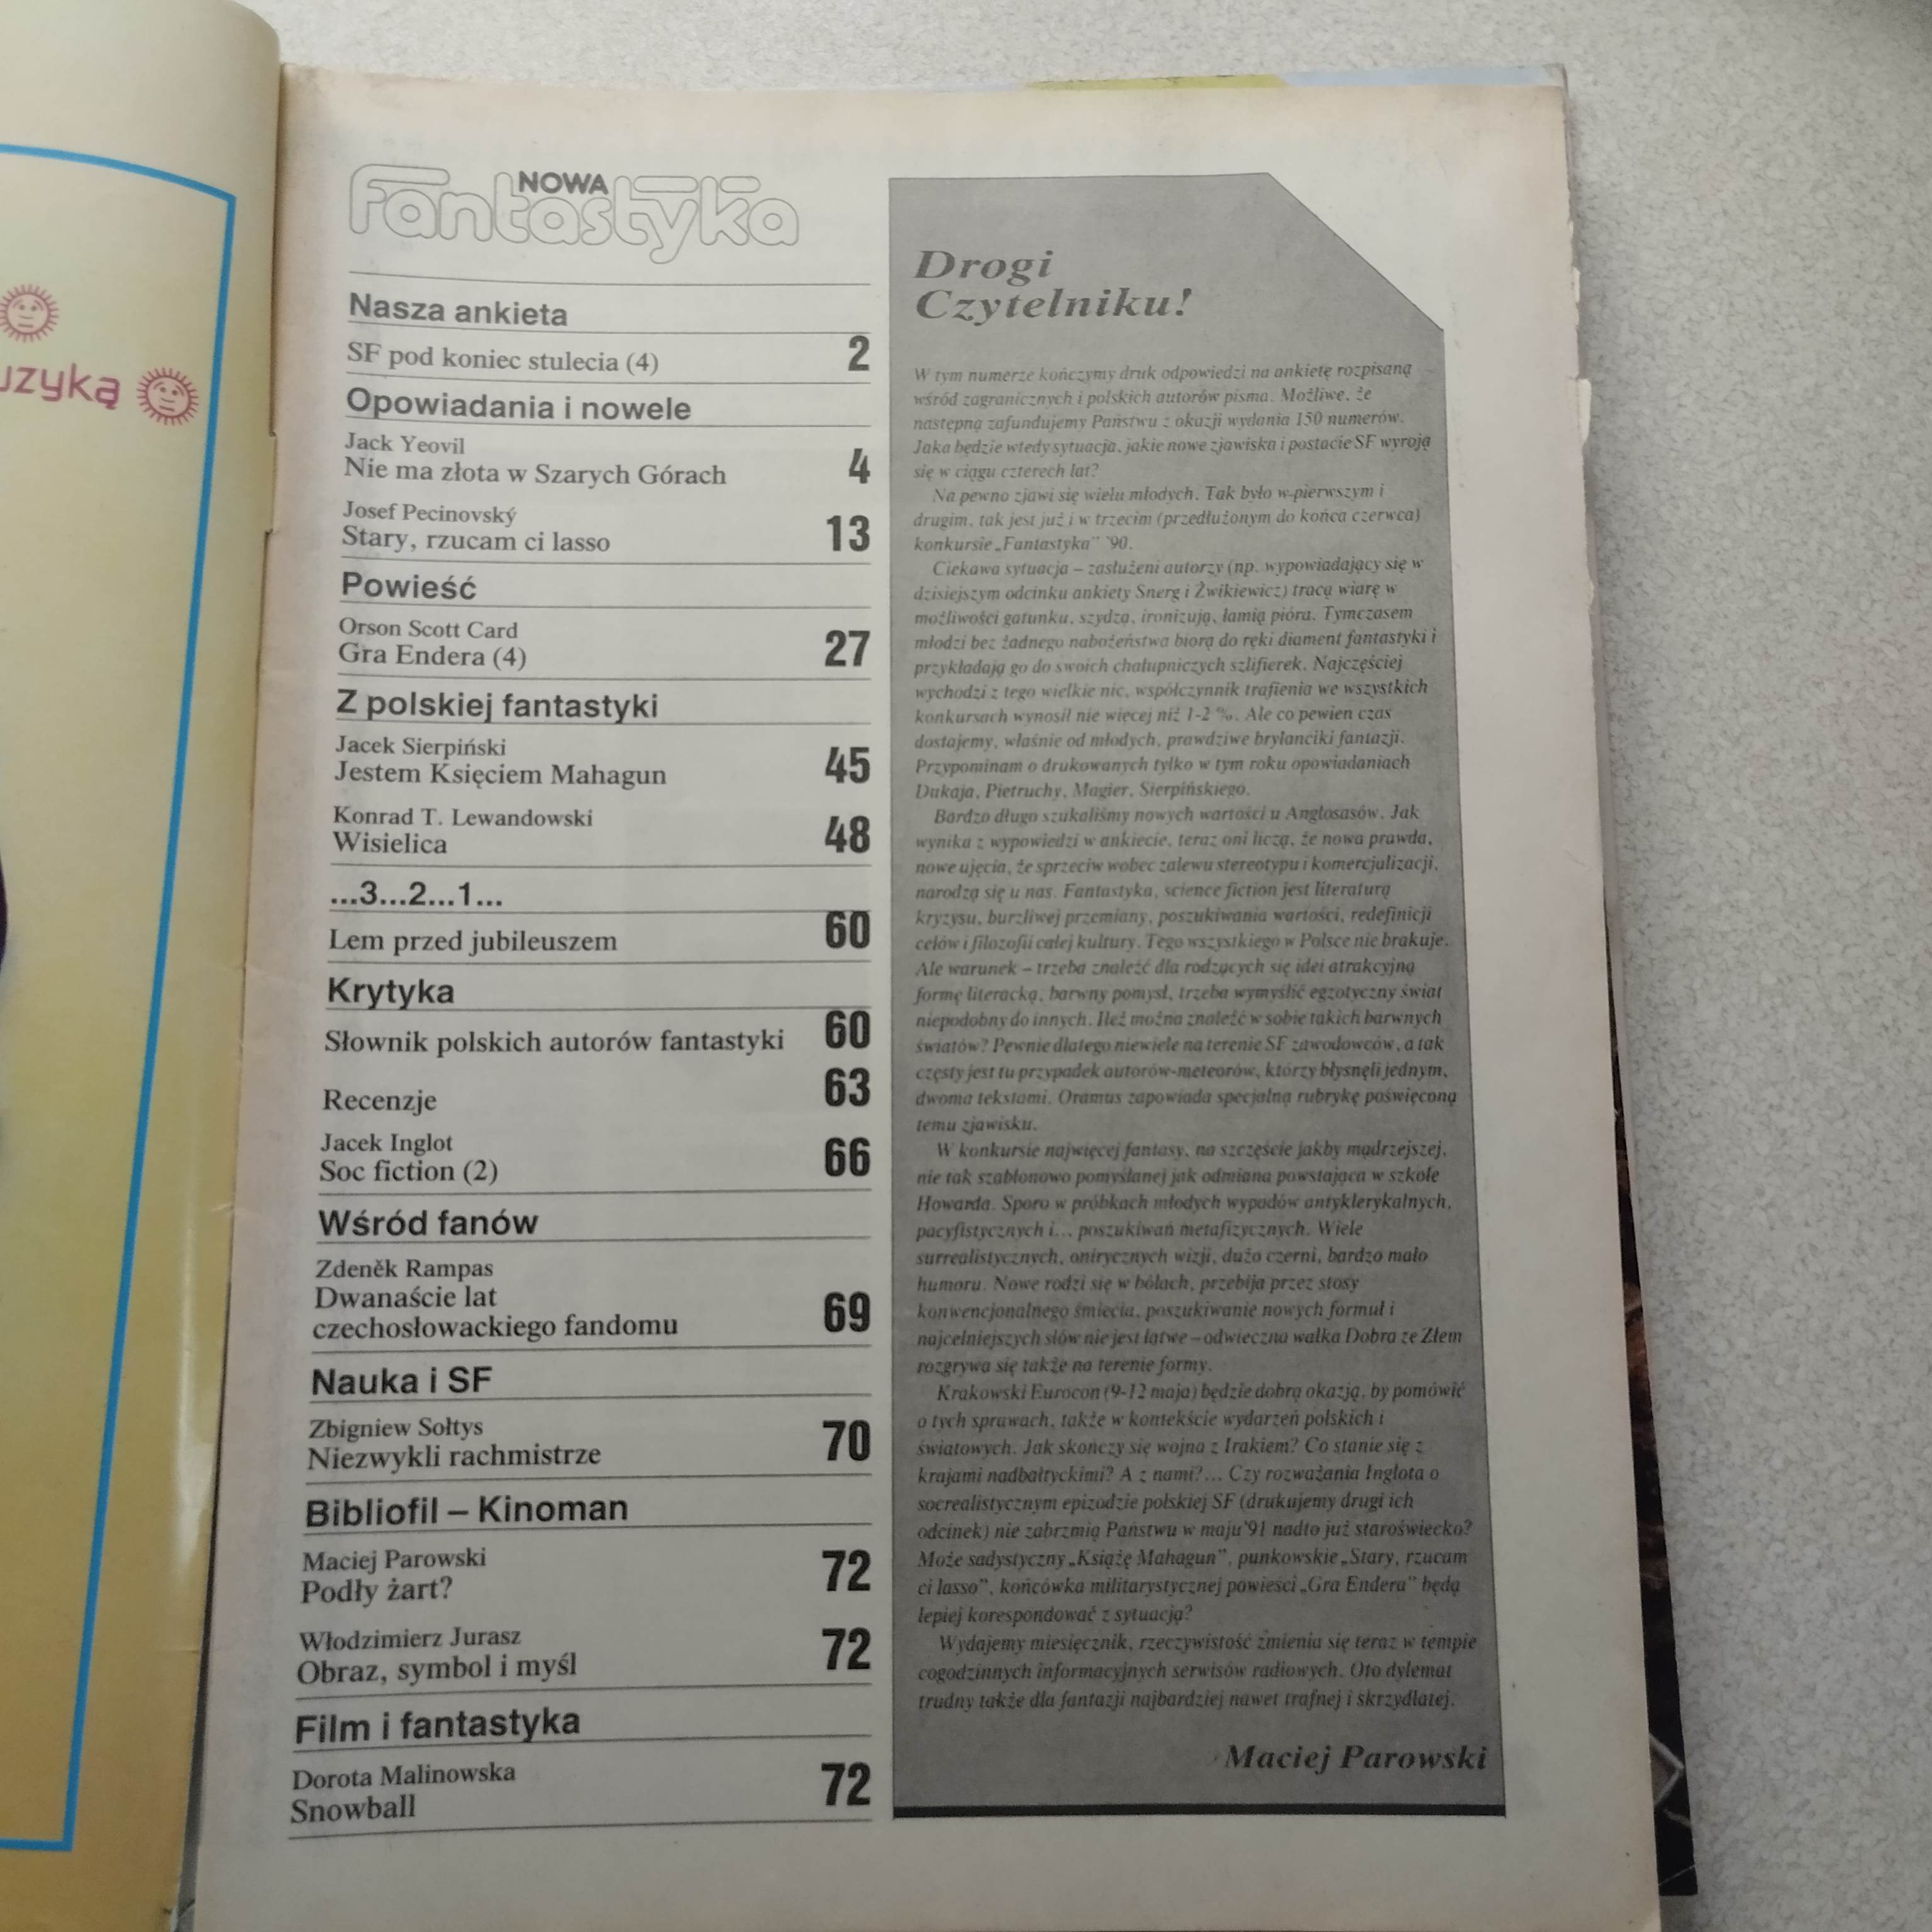 uzyką
NOWA
Fantastyka
Nasza ankieta
SF pod koniec stulecia (4) 2
Opowiadania i nowele
Jack Yeovil
Nie ma złota w Szarych Górach 4
Josef Pecinovský
Stary, rzucam ci lasso 13
Powieść
Orson Scott Card
Gra Endera (4) 27
Z polskiej fantastyki
Jacek Sierpiński
Jestem Księciem Mahagun 45
Konrad T. Lewandowski
Wisielica 48
...3...2...1...
Lem przed jubileuszem 60
Krytyka
Słownik polskich autorów fantastyki 60
Recenzje 63
Jacek Inglot
Soc fiction (2) 66
Wśród fanów
Zdeněk Rampas
Dwanaście lat
czechosłowackiego fandomu 69
Nauka i SF
Zbigniew Sołtys
Niezwykli rachmistrze 70
Bibliofil – Kinoman
Maciej Parowski
Podły żart? 72
Włodzimierz Jurasz
Obraz, symbol i myśl 72
Film i fantastyka
Dorota Malinowska
Snowball 72
Drogi
Czytelniku!
W tym numerze kończymy druk odpowiedzi na ankietę rozpisaną
wśród zagranicznych i polskich autorów pisma. Możliwe, że
następną zafundujemy Państwu z okazji wydania 150 numerów.
Jaka będzie wtedy sytuacja, jakie nowe zjawiska i postacie SF wyroją
się w ciągu czterech lat?
Na pewno zjawi się wielu młodych. Tak było w pierwszym i
drugim, tak jest już i w trzecim (przedłużonym do końca czerwca)
konkursie „Fantastyka” '90.
Ciekawa sytuacja – zasłużeni autorzy (np. wypowiadający się w
dzisiejszym odcinku ankiety Snerg i Żwikiewicz) tracą wiarę w
możliwości gatunku, szydzą, ironizują, łamią pióra. Tymczasem
młodzi bez żadnego nabożeństwa biorą do ręki diament fantastyki i
przykładają go do swoich chałupniczych szlifierek. Najczęściej
wychodzi z tego wielkie nic, współczynnik trafienia we wszystkich
konkursach wynosił nie więcej niż 1-2 %. Ale co pewien czas
dostajemy, właśnie od młodych, prawdziwe brylanciki fantazji.
Przypominam o drukowanych tylko w tym roku opowiadaniach
Dukaja, Pietruchy, Magier, Sierpińskiego.
Bardzo długo szukaliśmy nowych wartości u Anglosasów. Jak
wynika z wypowiedzi w ankiecie, teraz oni liczą, że nowa prawda,
nowe ujęcia, że sprzeciw wobec zalewu stereotypu i komercjalizacji,
narodzą się u nas. Fantastyka, science fiction jest literaturą
kryzysu, burzliwej przemiany, poszukiwania wartości, redefinicji
celów i filozofii całej kultury. Tego wszystkiego w Polsce nie brakuje.
Ale warunek – trzeba znaleźć dla rodzących się idei atrakcyjną
formę literacką, barwny pomysł, trzeba wymyślić egzotyczny świat
niepodobny do innych. Ileż można znaleźć w sobie takich barwnych
światów? Pewnie dlatego niewiele na terenie SF zawodowców, a tak
częsty jest tu przypadek autorów-meteorów, którzy błysnęli jednym,
dwoma tekstami. Oramus zapowiada specjalną rubrykę poświęconą
temu zjawisku.
W konkursie najwięcej fantasy, na szczęście jakby mądrzejszej,
nie tak szablonowo pomyślanej jak odmiana powstająca w szkole
Howarda. Sporo w próbkach młodych wypadów antyklerykalnych,
pacyfistycznych i... poszukiwań metafizycznych. Wiele
surrealistycznych, onirycznych wizji, dużo czerni, bardzo mało
humoru. Nowe rodzi się w bólach, przebija przez stosy
konwencjonalnego śmiecia, poszukiwanie nowych formuł i
najcelniejszych słów nie jest łatwe – odwieczna walka Dobra ze Złem
rozgrywa się także na terenie formy.
Krakowski Eurocon (9-12 maja) będzie dobrą okazją, by pomówić
o tych sprawach, także w kontekście wydarzeń polskich i
światowych. Jak skończy się wojna z Irakiem? Co stanie się z
krajami nadbałtyckimi? A z nami?... Czy rozważania Inglota o
socrealistycznym epizodzie polskiej SF (drukujemy drugi ich
odcinek) nie zabrzmią Państwu w maju'91 nadto już staroświecko?
Może sadystyczny „Książę Mahagun”, punkowskie „Stary, rzucam
ci lasso”, końcówka militarystycznej powieści „Gra Endera” będą
lepiej korespondować z sytuacją?
Wydajemy miesięcznik, rzeczywistość zmienia się teraz w tempie
cogodzinnych informacyjnych serwisów radiowych. Oto dylemat
trudny także dla fantazji najbardziej nawet trafnej i skrzydlatej.
Maciej Parowski